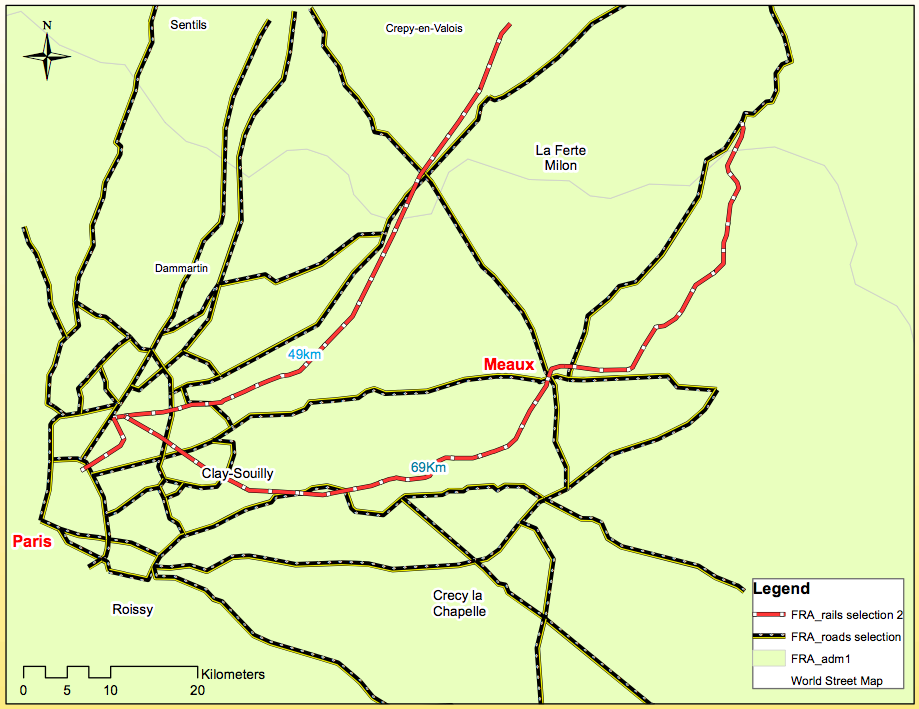 N
Sentils
Crepy-en-Valois
La Ferte
Milon
Dammartin
49km
Meaux
69Km
Clay-Souilly
Paris
Roissy
Crecy la
Chapelle
Legend
FRA_rails selection 2
FRA_roads selection
FRA_adm1
World Street Map
Kilometers
0 5 10 20